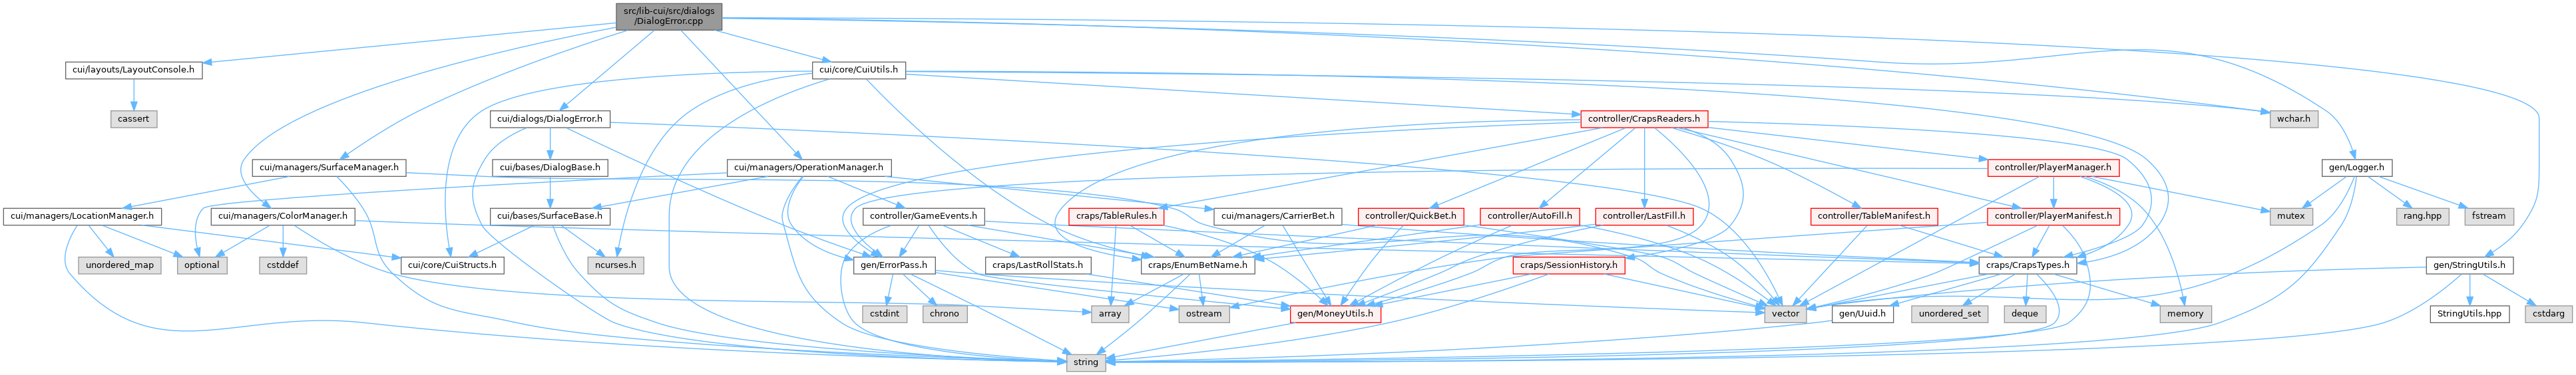 src/lib-cui/src/dialogs
/DialogError.cpp
cui/layouts/LayoutConsole.h
cui/core/CuiUtils.h
cassert
cui/dialogs/DialogError.h
controller/CrapsReaders.h
wchar.h
cui/managers/SurfaceManager.h
cui/bases/DialogBase.h
cui/managers/OperationManager.h
controller/PlayerManager.h
gen/Logger.h
cui/managers/LocationManager.h
cui/managers/ColorManager.h
cui/bases/SurfaceBase.h
controller/GameEvents.h
craps/TableRules.h
cui/managers/CarrierBet.h
controller/QuickBet.h
controller/AutoFill.h
controller/LastFill.h
controller/TableManifest.h
controller/PlayerManifest.h
mutex
rang.hpp
fstream
unordered_map
optional
cstddef
cui/core/CuiStructs.h
ncurses.h
gen/ErrorPass.h
craps/LastRollStats.h
craps/EnumBetName.h
craps/SessionHistory.h
craps/CrapsTypes.h
gen/StringUtils.h
cstdint
chrono
array
ostream
gen/MoneyUtils.h
vector
gen/Uuid.h
unordered_set
deque
memory
StringUtils.hpp
cstdarg
string